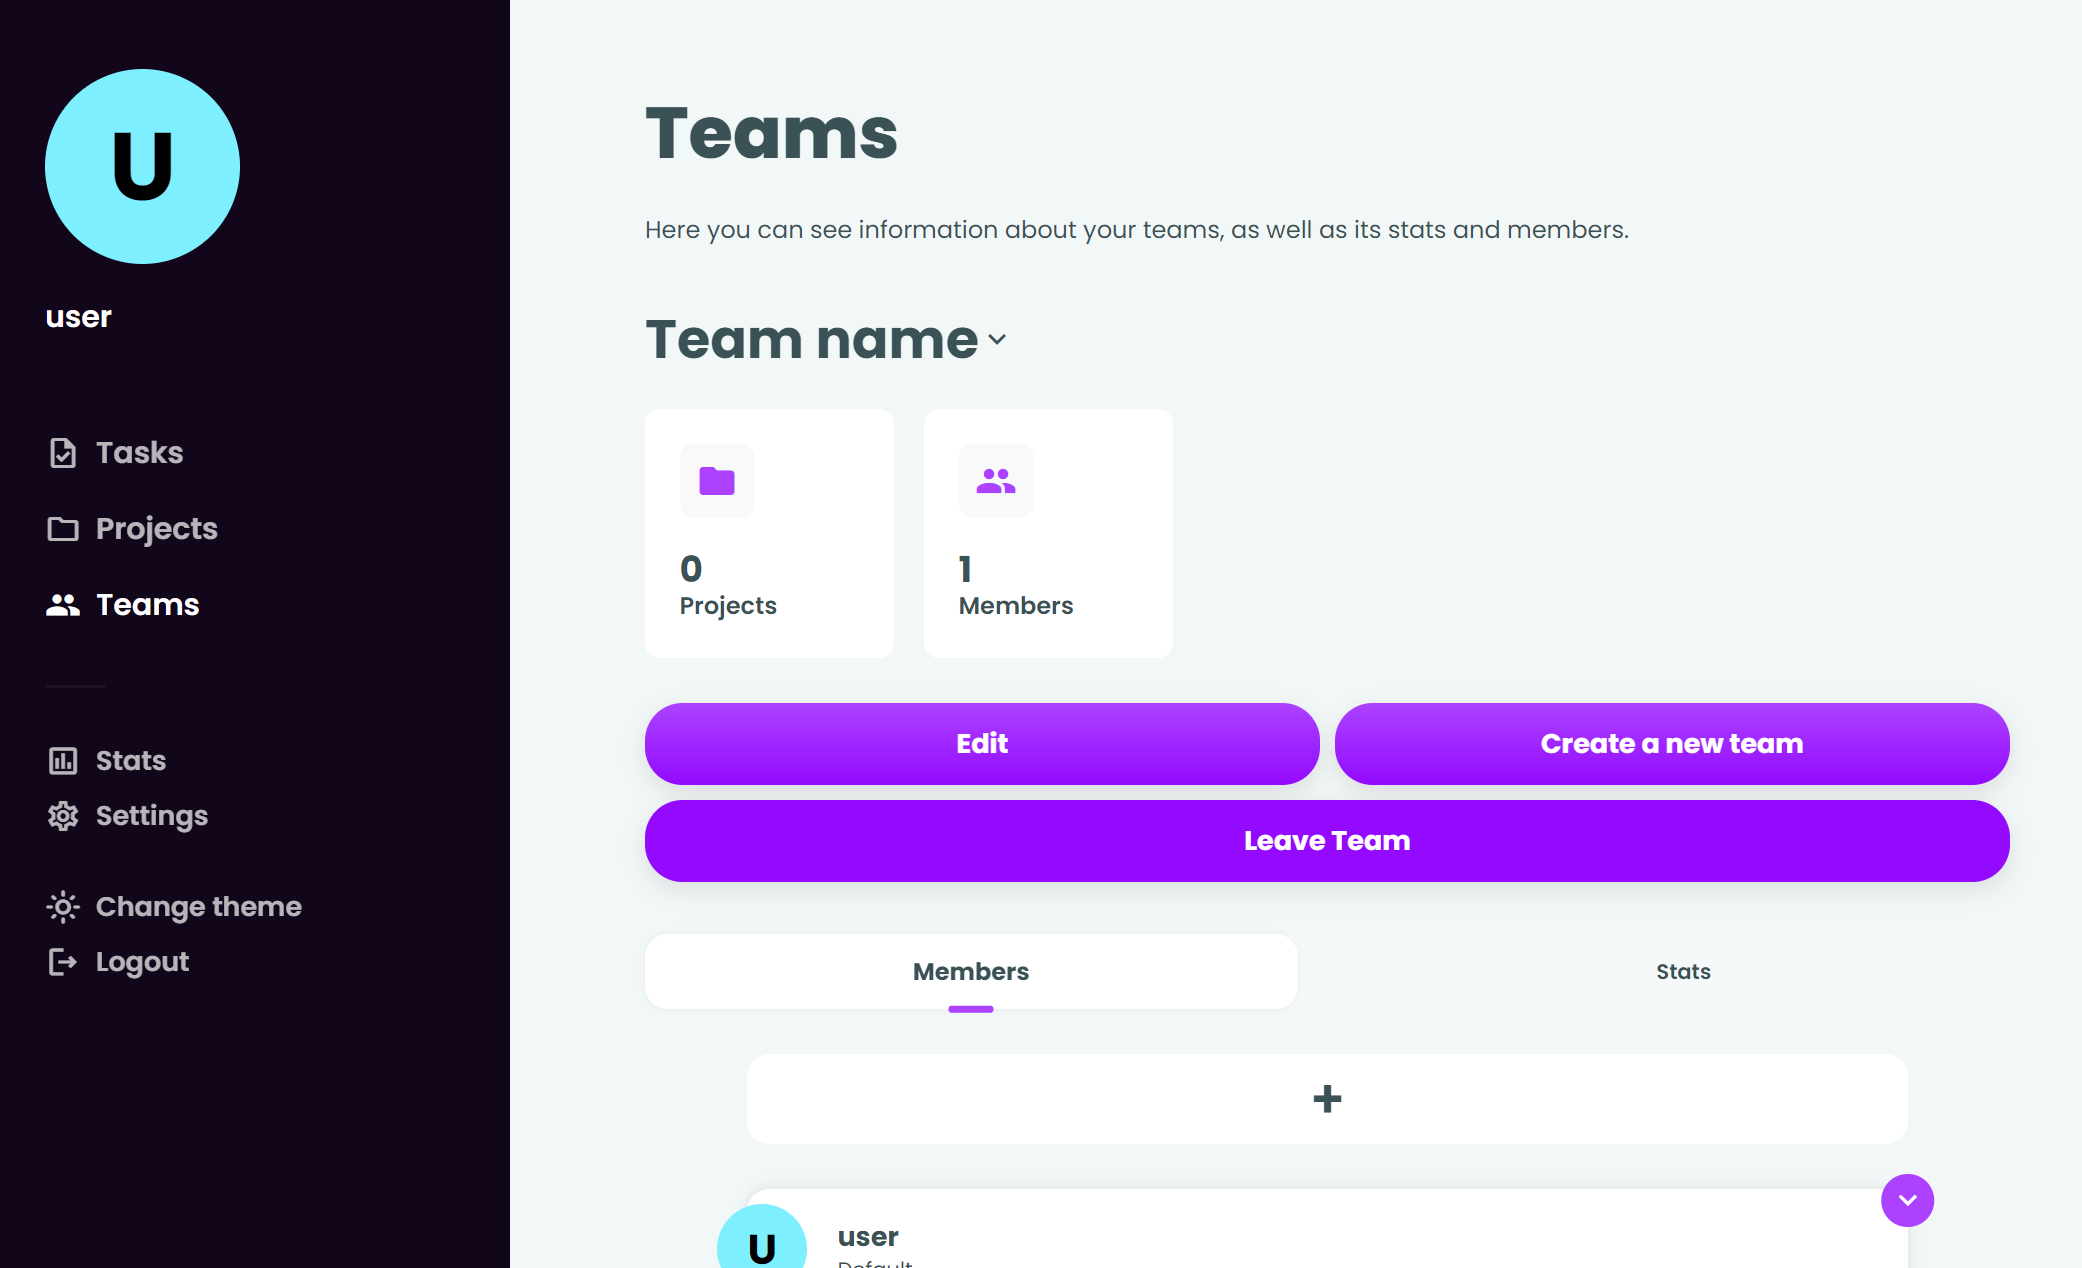 U
user
Tasks
Projects
Teams
Stats
Settings
Change theme
Logout
Teams
Here you can see information about your teams, as well as its stats and members.
Team name
0
Projects
1
Members
Edit
Create a new team
Leave Team
Members
Stats
+
U
user
Default